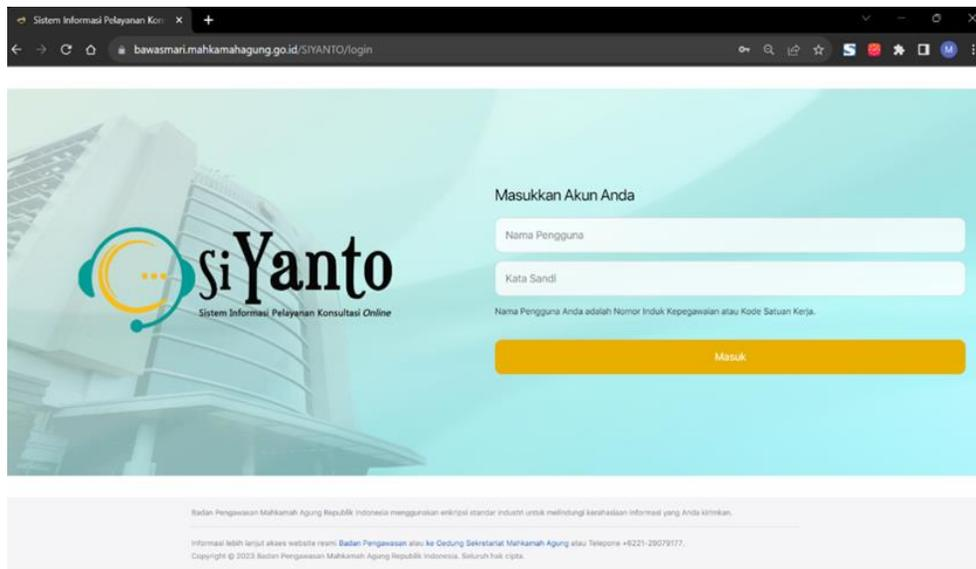 Sistem Informasi Pelayanan Kon
bawasmari.mahkamahagung.go.id/SIYANTO/login
M
Masukkan Akun Anda
Nama Pengguna
Kata Sandi
siYanto
Sistem Informasi Pelayanan Konsultasi Online
Nama Pengguna Anda adalah Nomor Induk Kepegawaian atau Kode Satuan Kerja.
Masuk
Badan Pengawasan Mahkamah Agung Republik Indonesia menggunakan enkripsi standar industri untuk melindungi kerahasiaan informasi yang Anda kirimkan.
Informasi lebih lanjut akses website resmi Badan Pengawasan atau ke Gedung Sekretariat Mahkamah Agung atau Telepone +6221-29079177.
Copyright © 2023 Badan Pengawasan Mahkamah Agung Republik Indonesia. Seluruh hak cipta.